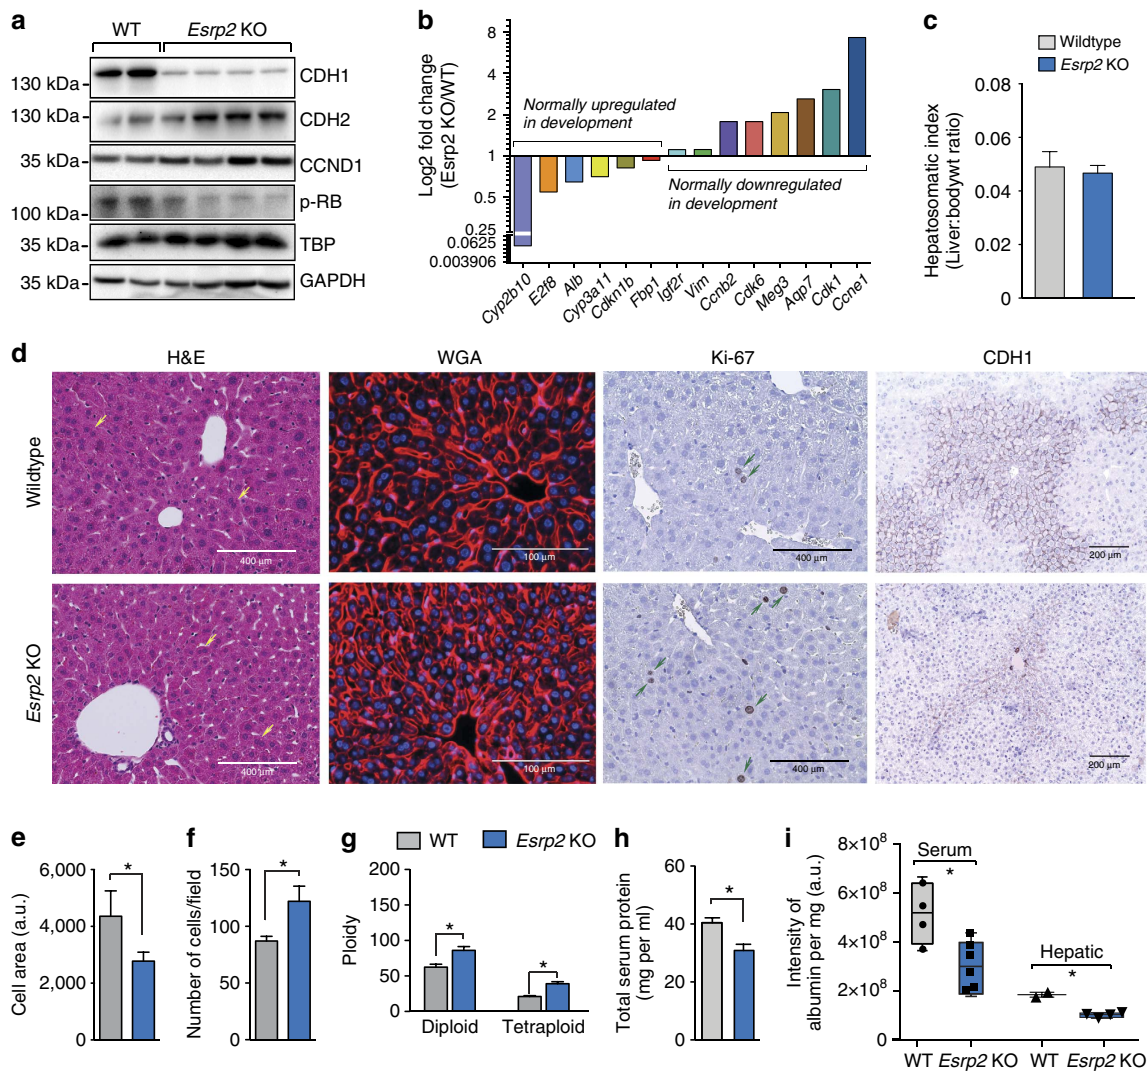 a
WT
Esrp2 KO
130 kDa
CDH1
130 kDa
CDH2
35 kDa
CCND1
100 kDa
p-RB
35 kDa
TBP
35 kDa
GAPDH
b
Log2 fold change
(Esrp2 KO/WT)
8
4
2
1
0.5
0.25
0.0625
0.003906
Normally upregulated
in development
Normally downregulated
in development
Cyp2b10
E2f8
Alb
Cyp3a11
Cdkn1b
Fbp1
Igf2r
Vim
Ccnb2
Cdk6
Meg3
Aqp7
Cdk1
Ccne1
c
Wildtype
Esrp2 KO
Hepatosomatic index
(Liver:bodywt ratio)
0.08
0.06
0.04
0.02
0
d
H&E
WGA
Ki-67
CDH1
Wildtype
400 µm
100 µm
400 µm
200 µm
Esrp2 KO
400 µm
100 µm
400 µm
200 µm
e
Cell area (a.u.)
6,000
4,000
2,000
0
*
f
Number of cells/field
150
100
50
0
*
g
WT
Esrp2 KO
Ploidy
200
150
100
50
0
*
*
Diploid
Tetraploid
h
Total serum protein
(mg per ml)
60
40
20
0
*
i
Intensity of
albumin per mg (a.u.)
8×10⁸
6×10⁸
4×10⁸
2×10⁸
0
Serum
*
Hepatic
*
WT
Esrp2 KO
WT
Esrp2 KO